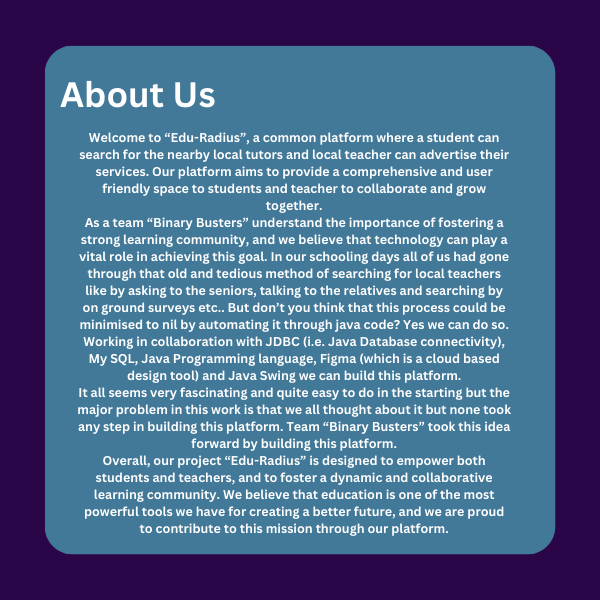 About Us
Welcome to “Edu-Radius”, a common platform where a student can
search for the nearby local tutors and local teacher can advertise their
services. Our platform aims to provide a comprehensive and user
friendly space to students and teacher to collaborate and grow
together.
As a team “Binary Busters” understand the importance of fostering a
strong learning community, and we believe that technology can play a
vital role in achieving this goal. In our schooling days all of us had gone
through that old and tedious method of searching for local teachers
like by asking to the seniors, talking to the relatives and searching by
on ground surveys etc.. But don’t you think that this process could be
minimised to nil by automating it through java code? Yes we can do so.
Working in collaboration with JDBC (i.e. Java Database connectivity),
My SQL, Java Programming language, Figma (which is a cloud based
design tool) and Java Swing we can build this platform.
It all seems very fascinating and quite easy to do in the starting but the
major problem in this work is that we all thought about it but none took
any step in building this platform. Team “Binary Busters” took this idea
forward by building this platform.
Overall, our project “Edu-Radius” is designed to empower both
students and teachers, and to foster a dynamic and collaborative
learning community. We believe that education is one of the most
powerful tools we have for creating a better future, and we are proud
to contribute to this mission through our platform.